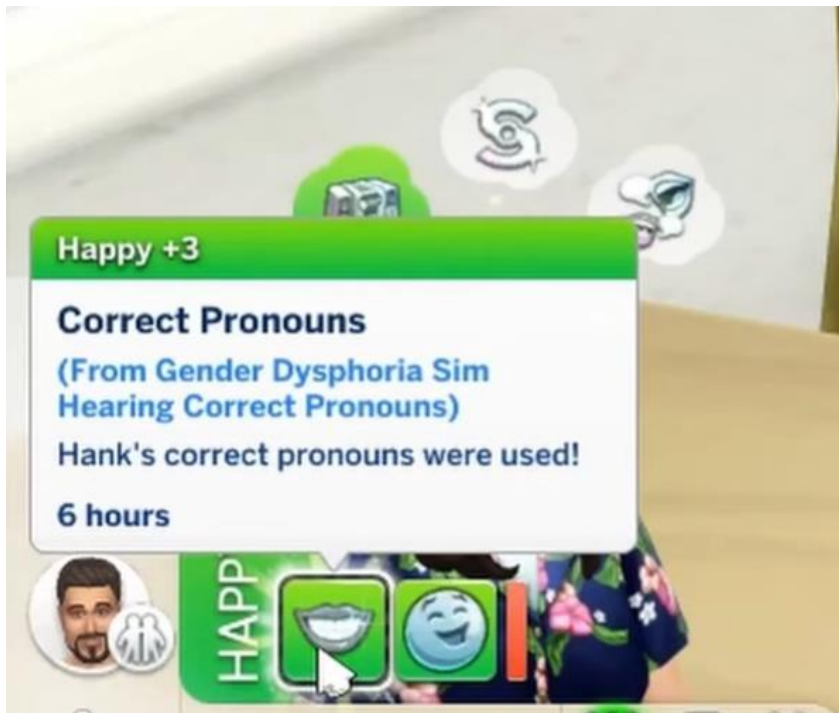 Happy +3
Correct Pronouns
(From Gender Dysphoria Sim
Hearing Correct Pronouns)
Hank's correct pronouns were used!
6 hours
HAPP